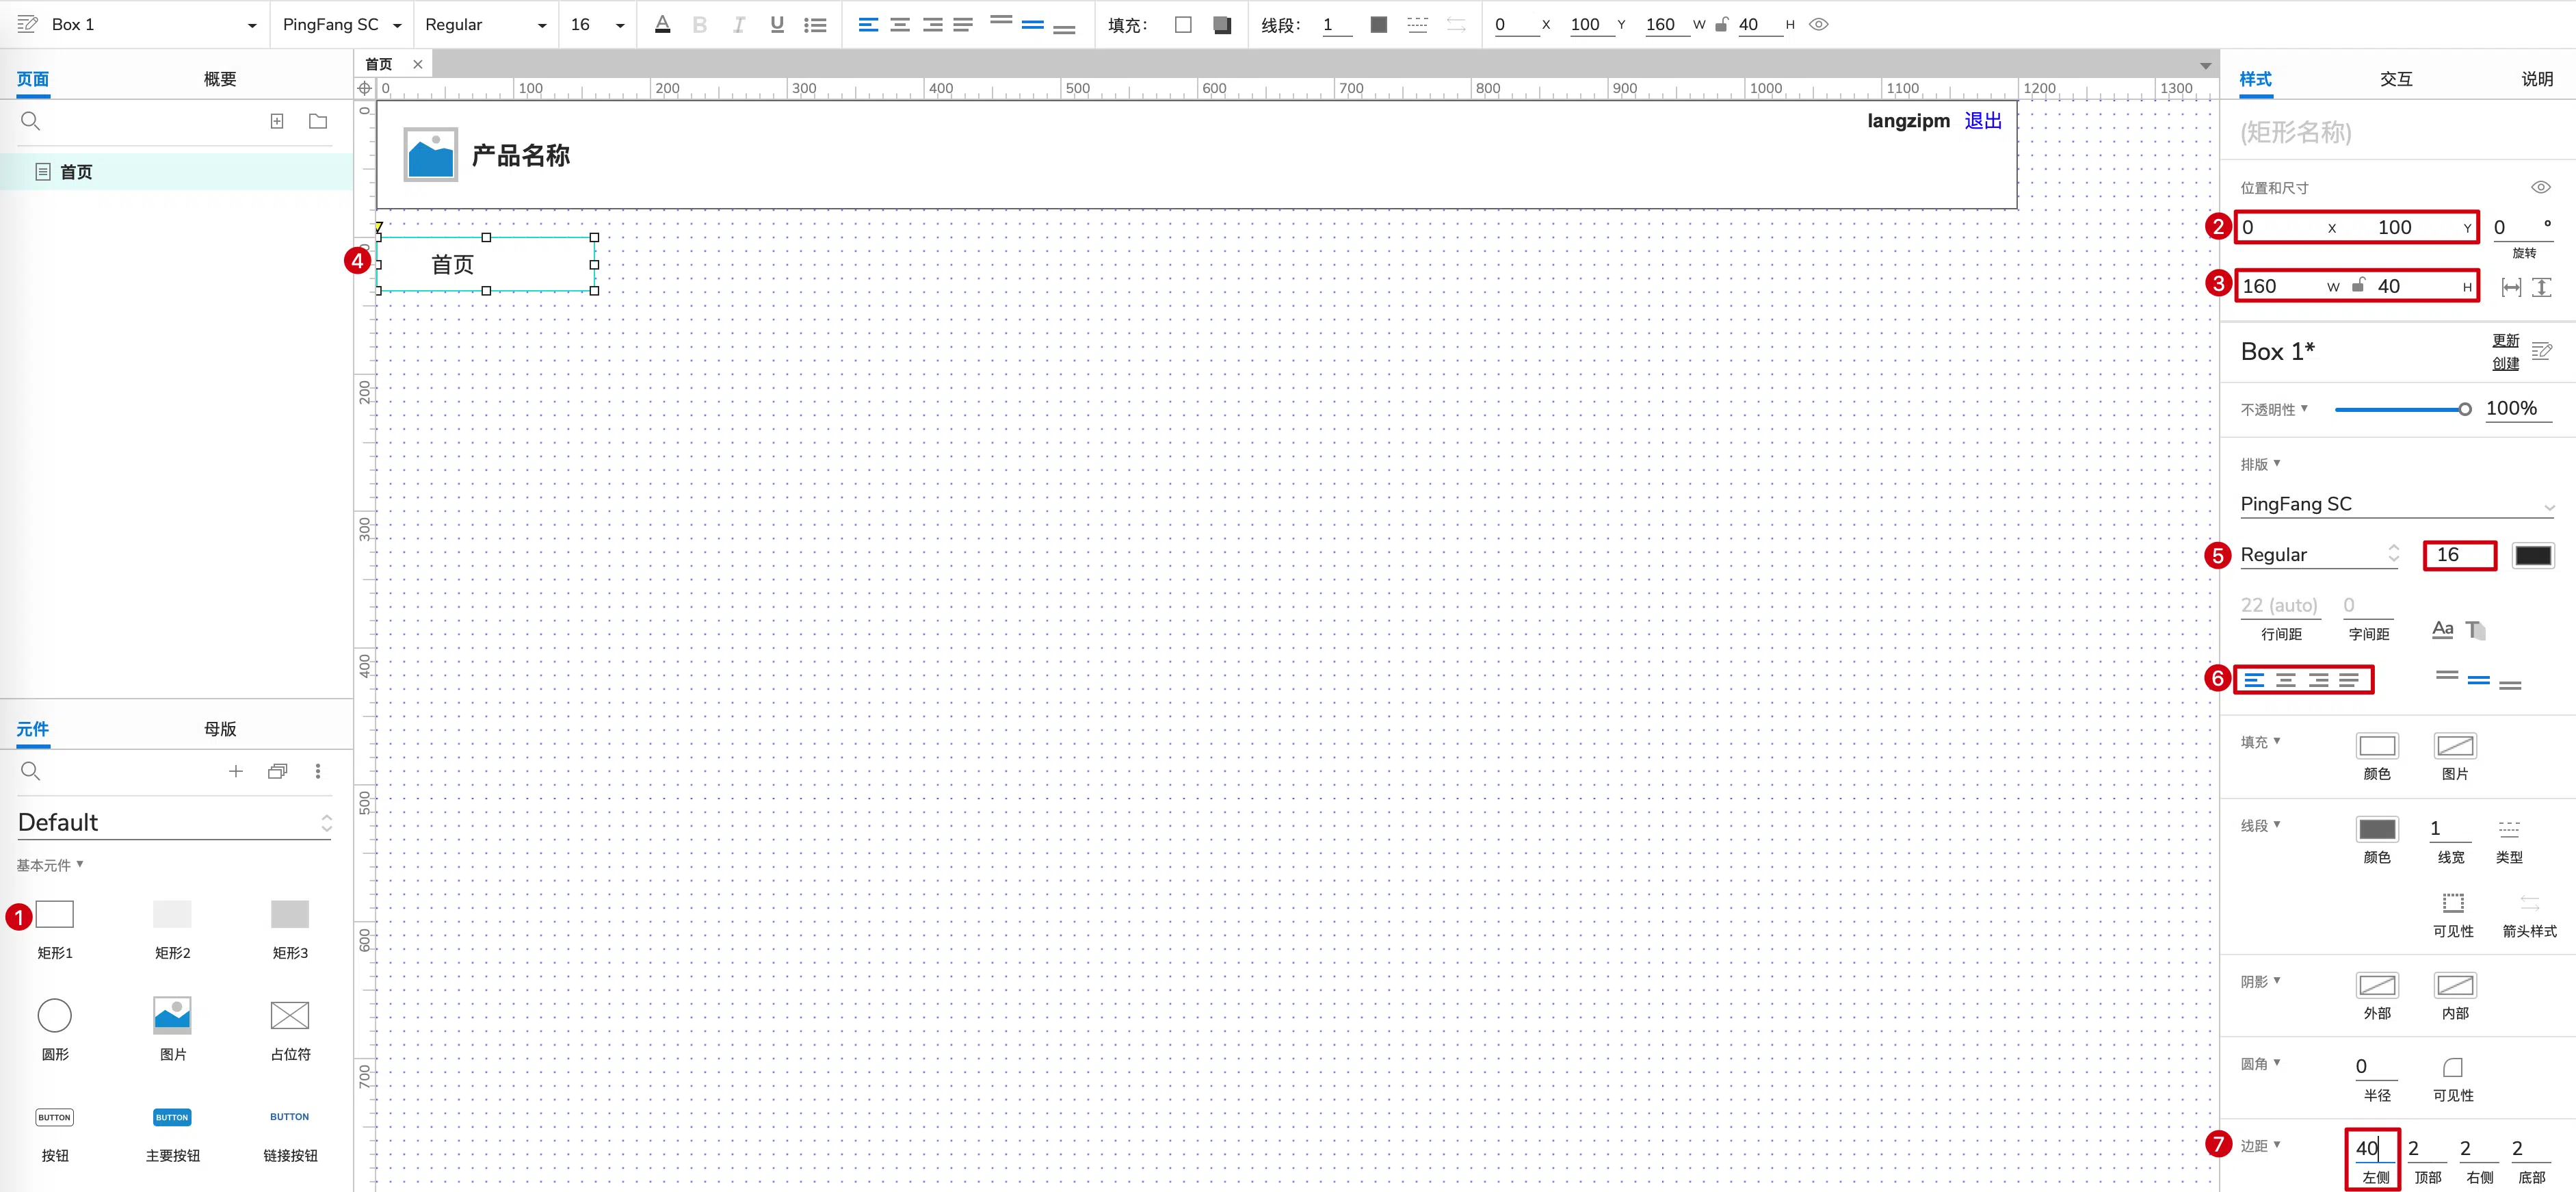 Box 1 PingFang SC Regular 16 A B I U 填充： 线段： 1 0 X 100 Y 160 W 40 H
页面 概要
首页
首页
0 100 200 300 400 500 600 700 800 900 1000 1100 1200 1300
0
200
300
400
500
600
700
产品名称
langzipm 退出
4 首页
元件 母版
Default
基本元件
1
矩形1 矩形2 矩形3
圆形 图片 占位符
BUTTON BUTTON BUTTON
按钮 主要按钮 链接按钮
样式 交互 说明
(矩形名称)
位置和尺寸
2 0 X 100 Y 0 °
旋转
3 160 W 40 H
Box 1* 更新
创建
不透明性 100%
排版
PingFang SC
5 Regular 16
22 (auto) 0
行间距 字间距 Aa T
6
填充
颜色 图片
线段 1
颜色 线宽 类型
可见性 箭头样式
阴影
外部 内部
圆角 0
半径 可见性
7 边距 40 2 2 2
左侧 顶部 右侧 底部